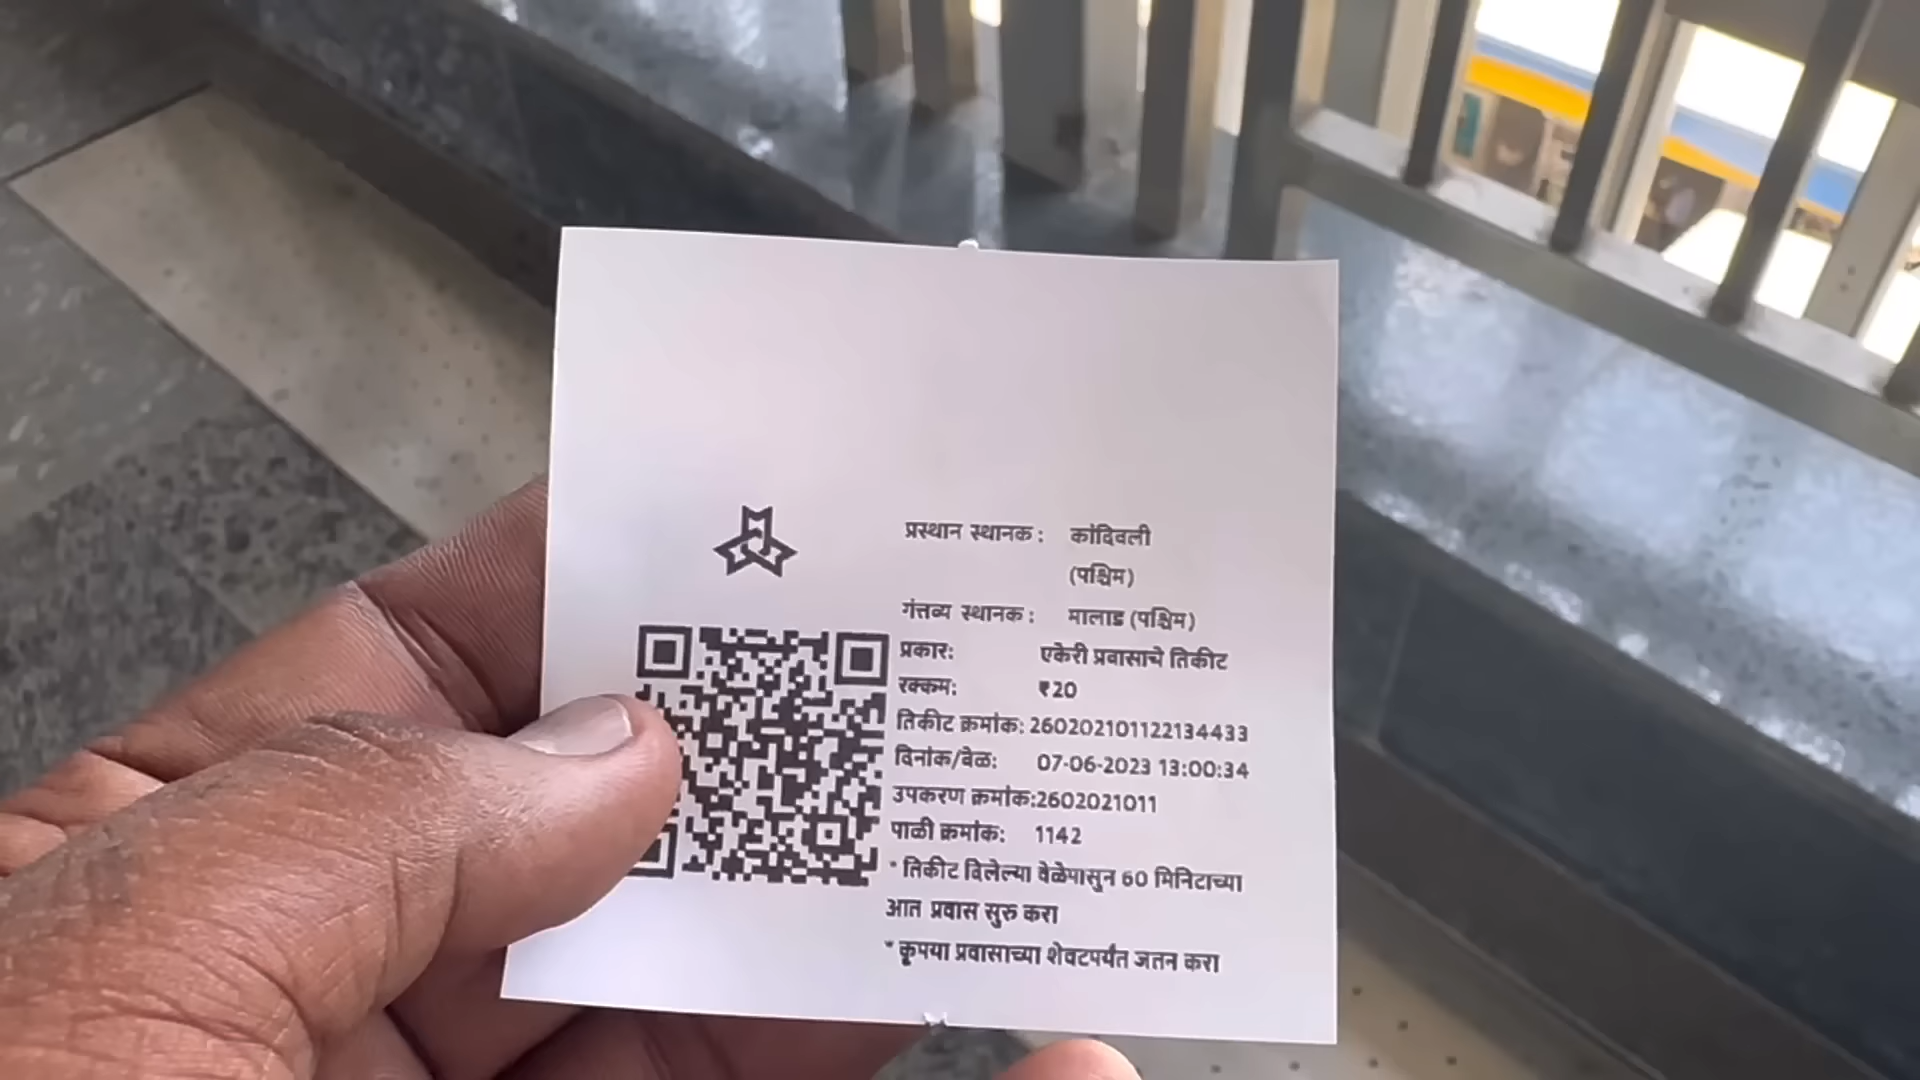 प्रस्थान स्थानक : कांदिवली
(पश्चिम)
गंत्तव्य स्थानक : मालाड (पश्चिम)
प्रकार: एकेरी प्रवासाचे तिकीट
रक्कम: ₹20
तिकीट क्रमांक: 260202101122134433
दिनांक/वेळ: 07-06-2023 13:00:34
उपकरण क्रमांक:2602021011
पाळी क्रमांक: 1142
* तिकीट दिलेल्या वेळेपासुन 60 मिनिटाच्या
आत प्रवास सुरु करा
* कृपया प्रवासाच्या शेवटपर्यंत जतन करा